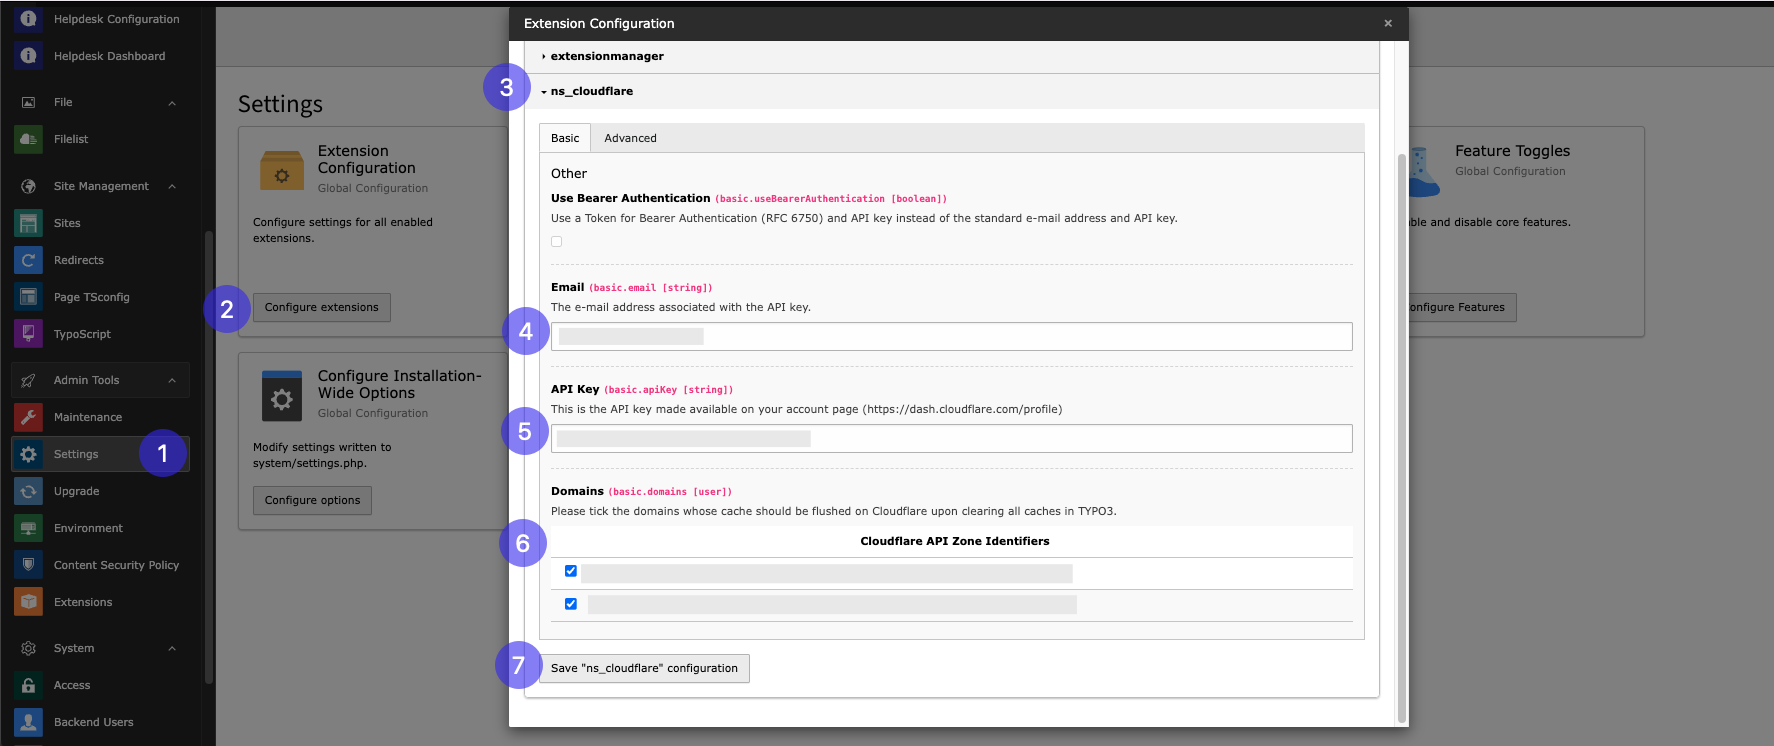 Helpdesk Configuration
Helpdesk Dashboard
File
Filelist
Site Management
Sites
Redirects
Page TSconfig
TypoScript
Admin Tools
Maintenance
Settings
1
Upgrade
Environment
Content Security Policy
Extensions
System
Access
Backend Users
Settings
Extension
Configuration
Global Configuration
Configure settings for all enabled
extensions.
2
Configure extensions
Configure Installation-
Wide Options
Global Configuration
Modify settings written to
system/settings.php.
Configure options
Extension Configuration
×
extensionmanager
3
ns_cloudflare
Basic
Advanced
Other
Use Bearer Authentication (basic.useBearerAuthentication [boolean])
Use a Token for Bearer Authentication (RFC 6750) and API key instead of the standard e-mail address and API key.
Email (basic.email [string])
The e-mail address associated with the API key.
4
API Key (basic.apiKey [string])
This is the API key made available on your account page (https://dash.cloudflare.com/profile)
5
Domains (basic.domains [user])
Please tick the domains whose cache should be flushed on Cloudflare upon clearing all caches in TYPO3.
6
Cloudflare API Zone Identifiers
7
Save "ns_cloudflare" configuration
Feature Toggles
Global Configuration
ble and disable core features.
onfigure Features